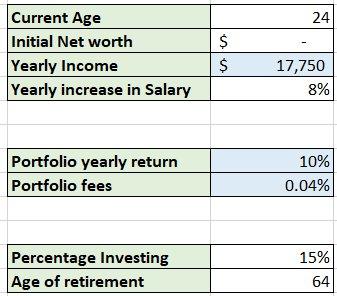 Current Age 24
Initial Net worth $ -
Yearly Income $ 17,750
Yearly increase in Salary 8%
Portfolio yearly return 10%
Portfolio fees 0.04%
Percentage Investing 15%
Age of retirement 64